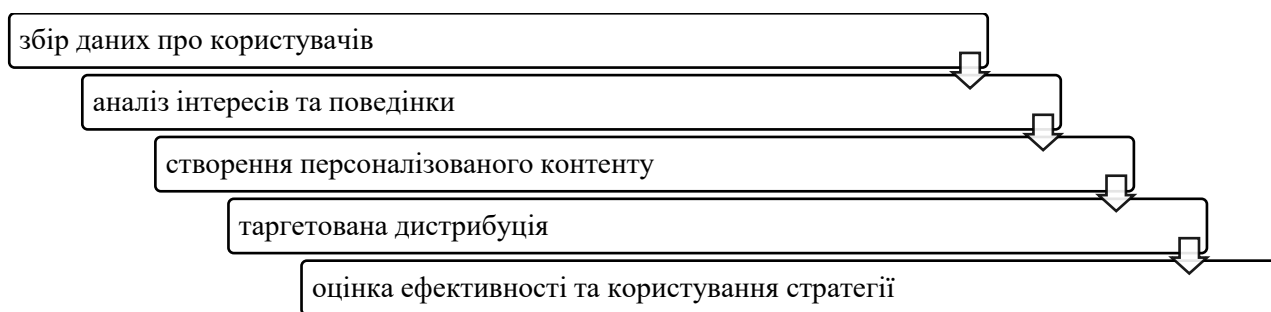 збір даних про користувачів
аналіз інтересів та поведінки
створення персоналізованого контенту
таргетована дистрибуція
оцінка ефективності та користування стратегії